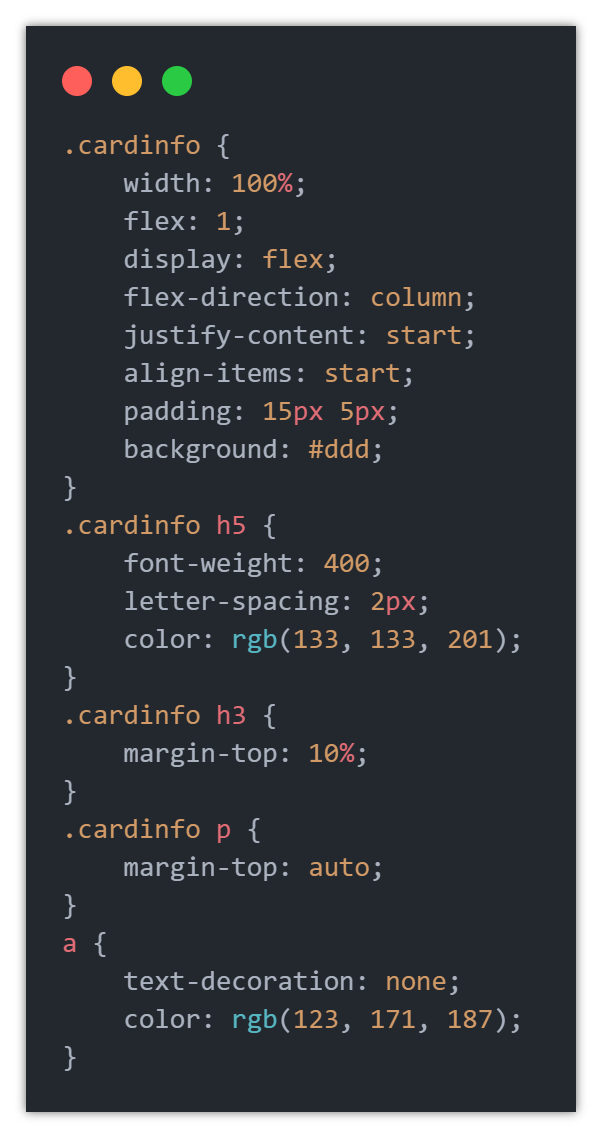 .cardinfo {
    width: 100%;
    flex: 1;
    display: flex;
    flex-direction: column;
    justify-content: start;
    align-items: start;
    padding: 15px 5px;
    background: #ddd;
}
.cardinfo h5 {
    font-weight: 400;
    letter-spacing: 2px;
    color: rgb(133, 133, 201);
}
.cardinfo h3 {
    margin-top: 10%;
}
.cardinfo p {
    margin-top: auto;
}
a {
    text-decoration: none;
    color: rgb(123, 171, 187);
}